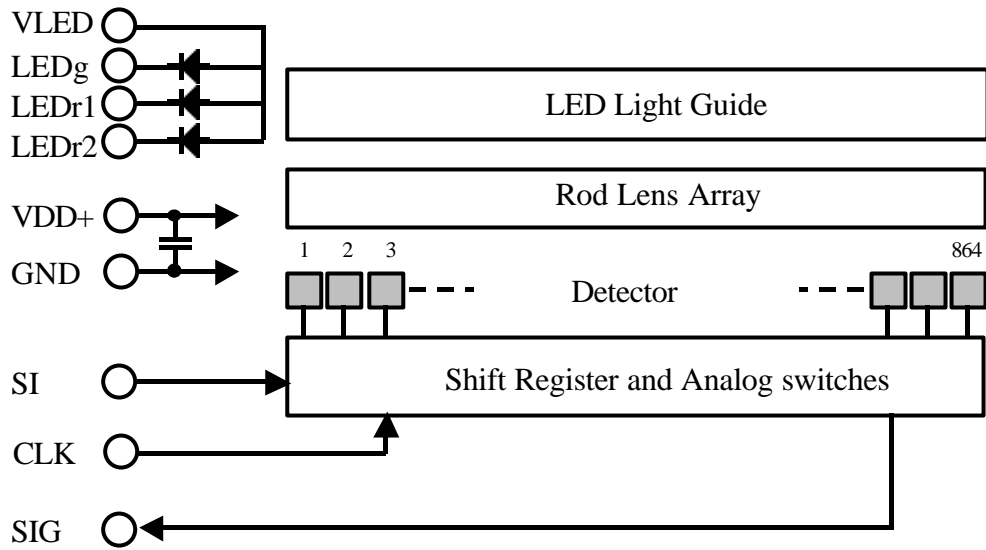 VLED
LEDg
LEDr1
LEDr2
LED Light Guide
Rod Lens Array
VDD+
GND
1 2 3 864
Detector
SI
Shift Register and Analog switches
CLK
SIG